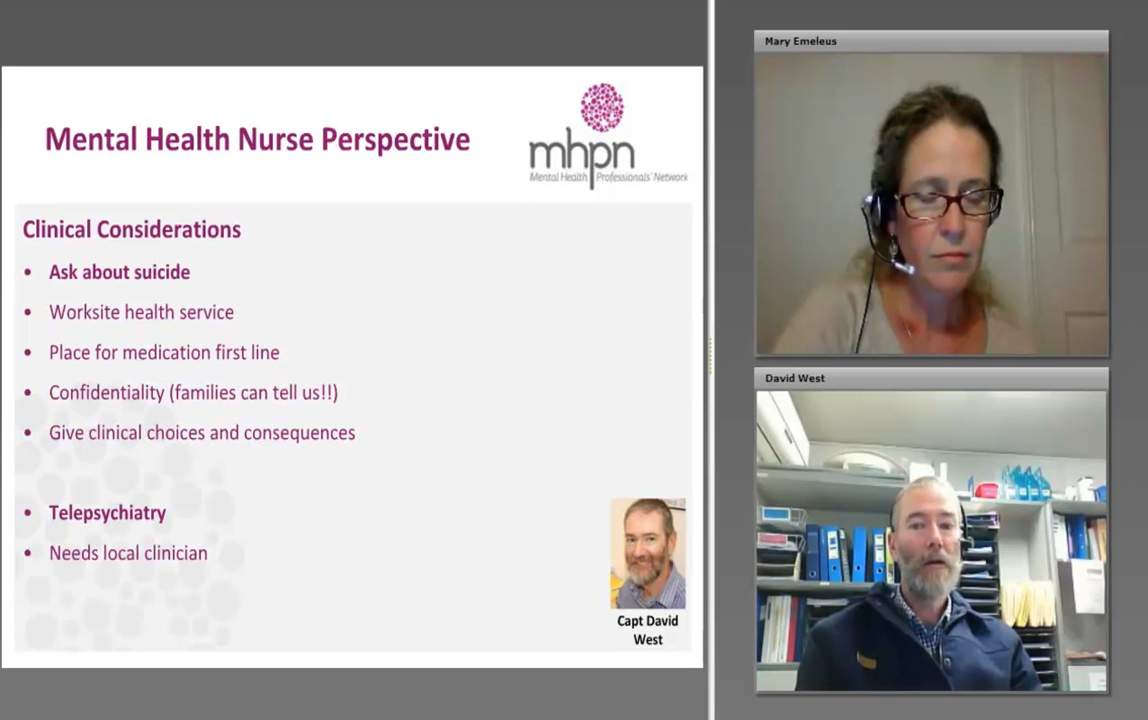 Mental Health Nurse Perspective
mhpn
Mental Health Professionals' Network
Clinical Considerations
• Ask about suicide
• Worksite health service
• Place for medication first line
• Confidentiality (families can tell us!!)
• Give clinical choices and consequences
• Telepsychiatry
• Needs local clinician
Capt David
West
Mary Emeleus
David West